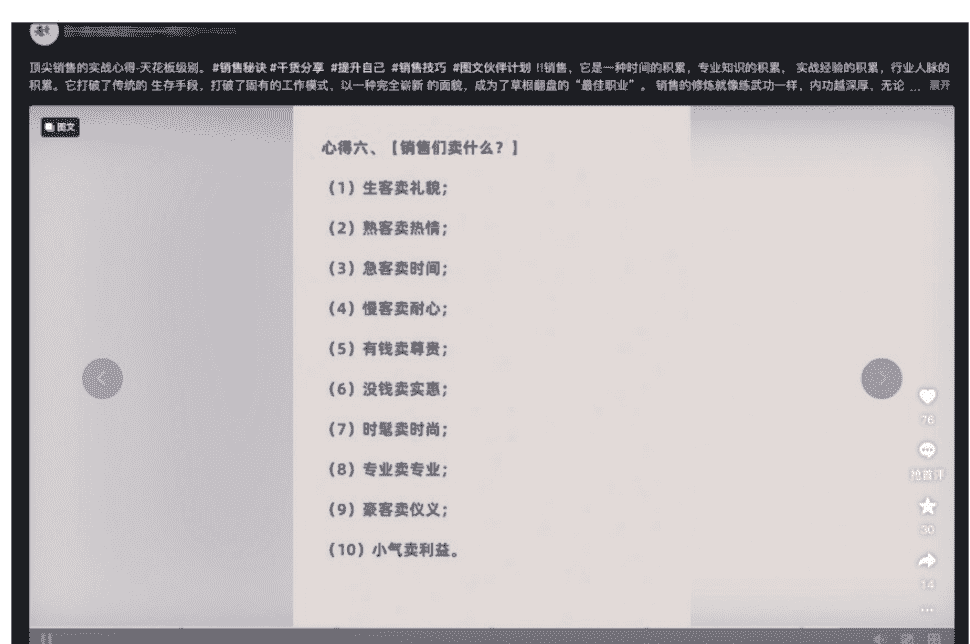 顶尖销售的实战心得-天花板级别。#销售秘诀 #干货分享 #提升自己 #销售技巧 #图文伙伴计划 !!销售，它是一种时间的积累，专业知识的积累， 实战经验的积累，行业人脉的
积累。它打破了传统的 生存手段，打破了固有的工作模式，以一种完全崭新 的面貌，成为了草根翻盘的“最佳职业”。 销售的修炼就像练武功一样，内功越深厚，无论 ... 展开
图文
心得六、【销售们卖什么？】
（1）生客卖礼貌；
（2）熟客卖热情；
（3）急客卖时间；
（4）慢客卖耐心；
（5）有钱卖尊贵；
（6）没钱卖实惠；
（7）时髦卖时尚；
（8）专业卖专业；
（9）豪客卖仪义；
（10）小气卖利益。
76
抢首评
30
14